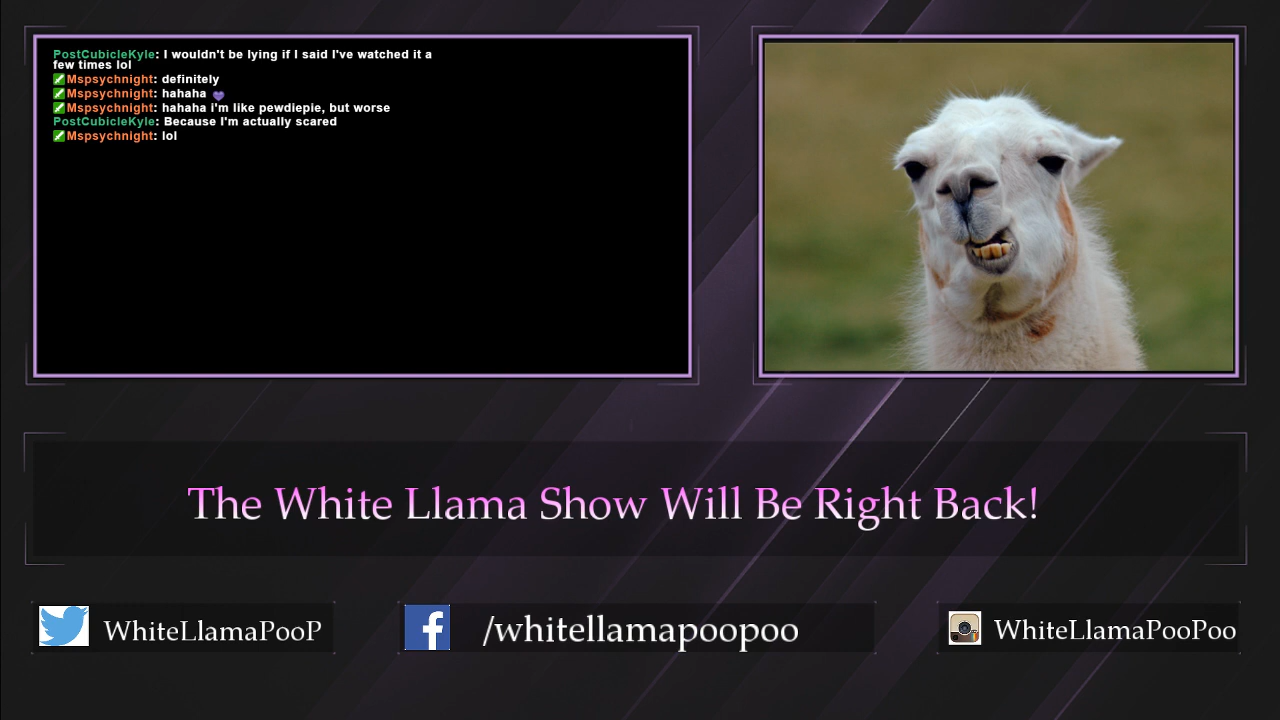 PostCubicleKyle: I wouldn't be lying if I said I've watched it a
few times lol
Mspsychnight: definitely
Mspsychnight: hahaha
Mspsychnight: hahaha i'm like pewdiepie, but worse
PostCubicleKyle: Because I'm actually scared
Mspsychnight: lol
The White Llama Show Will Be Right Back!
WhiteLlamaPooP
/whitellamapoopoo
WhiteLlamaPooPoo